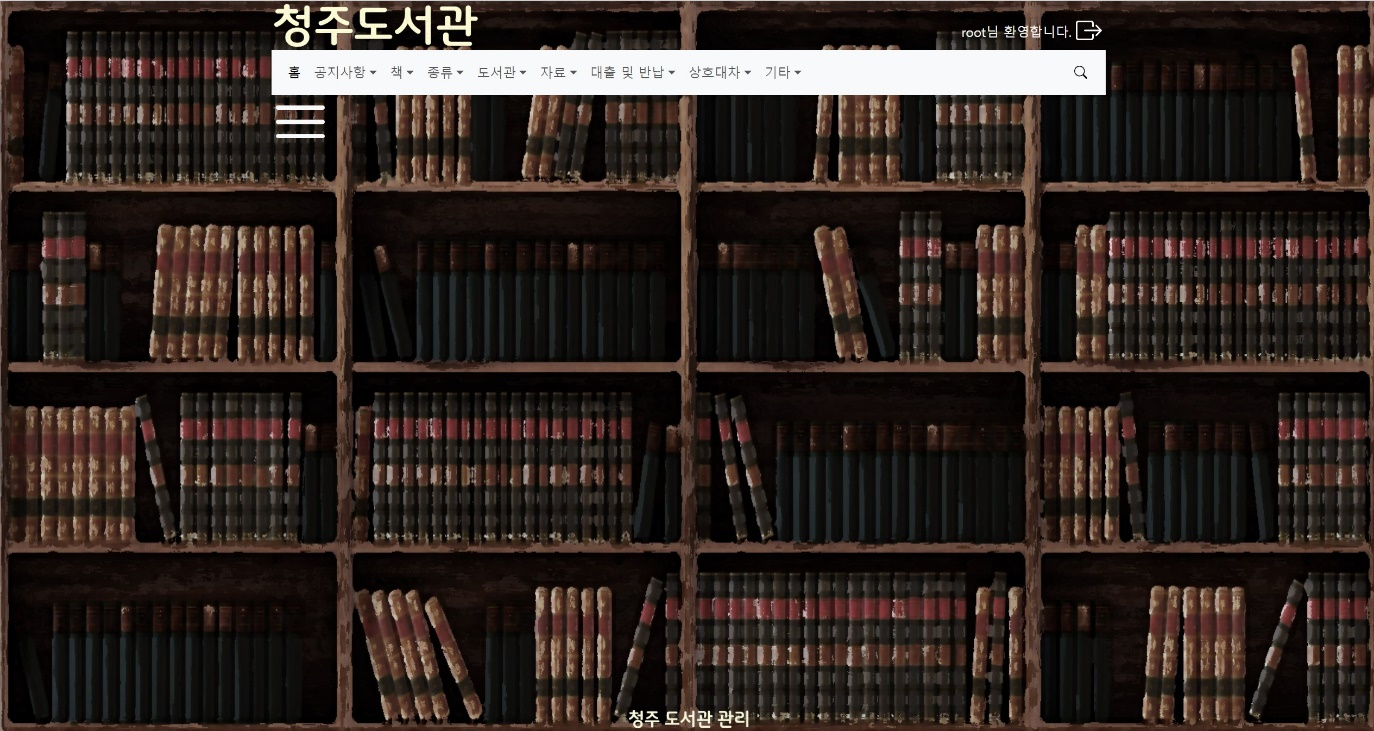 청주도서관
root님 환영합니다.
홈 공지사항 책 종류 도서관 자료 대출 및 반납 상호대차 기타
청주 도서관 관리